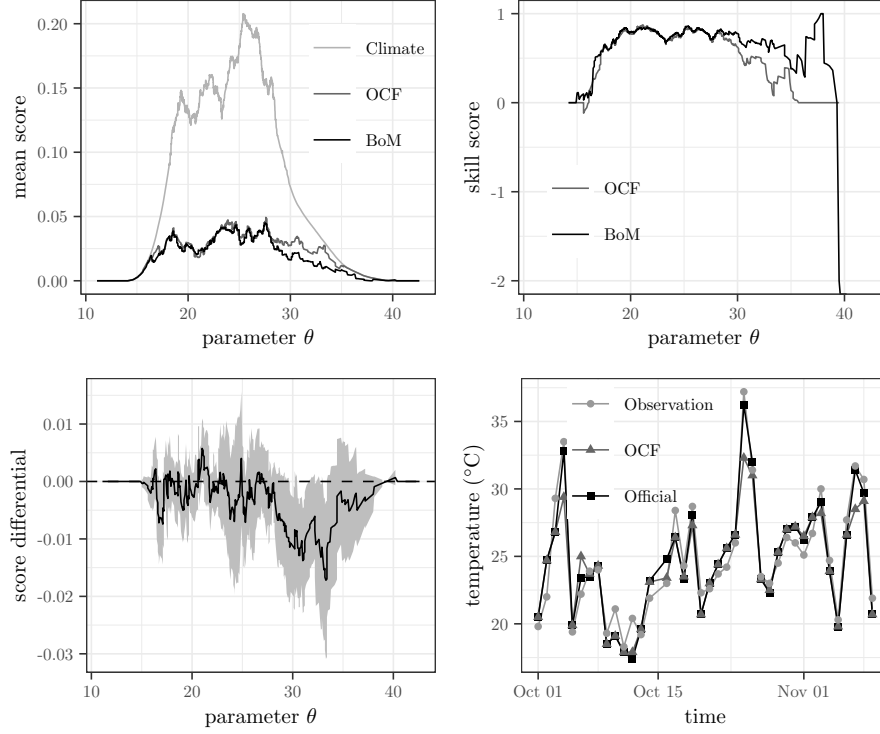 mean score
0.20
0.15
0.10
0.05
0.00
10 20 30 40
parameter θ
Climate
OCF
BoM
skill score
1
0
-1
-2
10 20 30 40
parameter θ
OCF
BoM
score differential
0.01
0.00
-0.01
-0.02
-0.03
10 20 30 40
parameter θ
temperature (°C)
35
30
25
20
Oct 01 Oct 15 Nov 01
time
Observation
OCF
Official